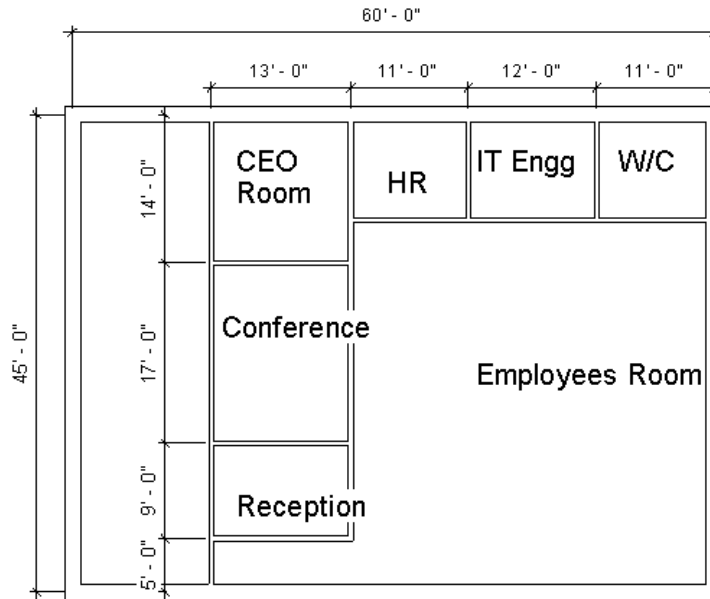 60' - 0"
13' - 0"
11' - 0"
12' - 0"
11' - 0"
CEO
Room
HR
IT Engg
W/C
14' - 0"
Conference
45' - 0"
17' - 0"
Employees Room
9' - 0"
Reception
5' - 0"